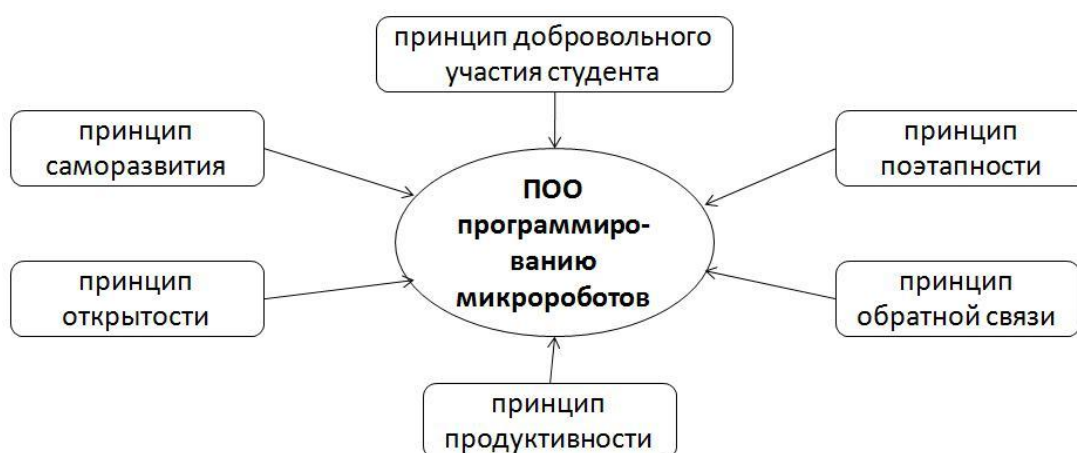 принцип добровольного
участия студента
принцип
саморазвития
принцип
поэтапности
ПОО
программиро-
ванию
микророботов
принцип
открытости
принцип
обратной связи
принцип
продуктивности